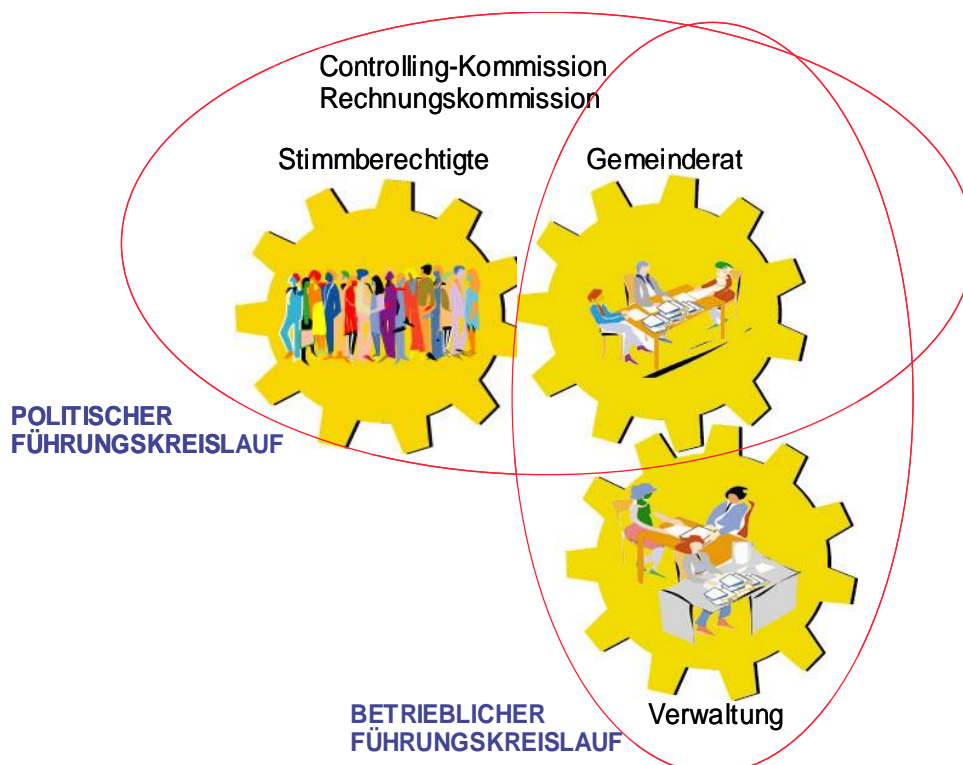 Controlling-Kommission
Rechnungskommission
Stimmberechtigte
Gemeinderat
POLITISCHER
FÜHRUNGSKREISLAUF
BETRIEBLICHER
FÜHRUNGSKREISLAUF
Verwaltung